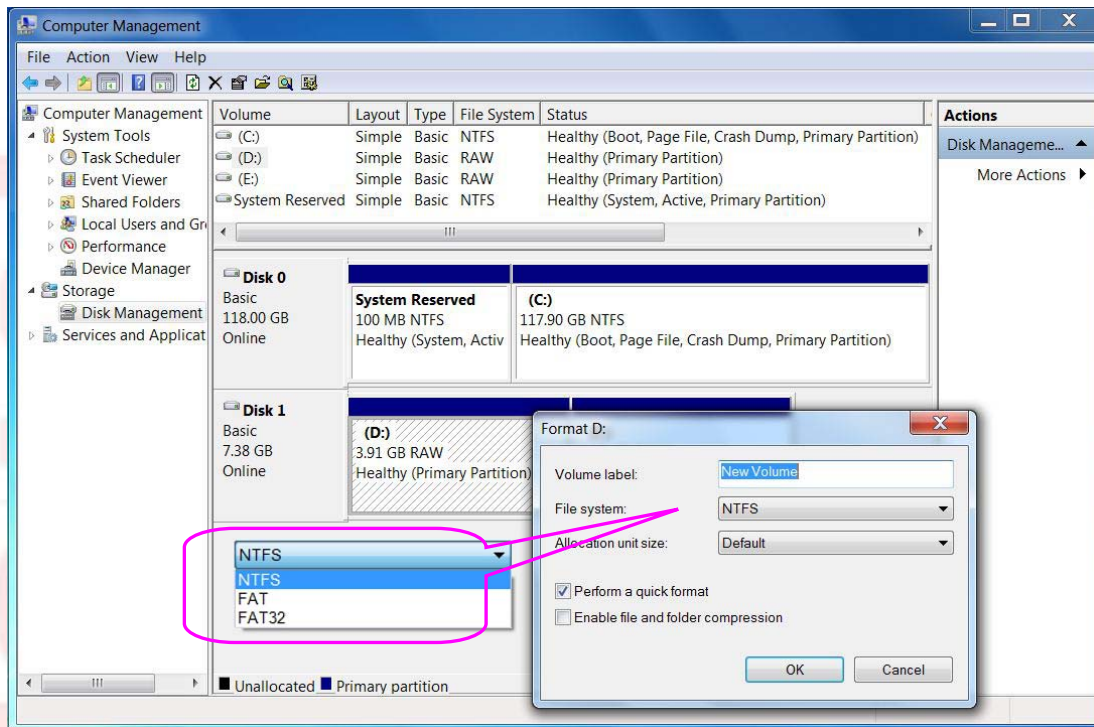 Computer Management
File Action View Help
Computer Management
System Tools
Task Scheduler
Event Viewer
Shared Folders
Local Users and Gr
Performance
Device Manager
Storage
Disk Management
Services and Applicat
Volume Layout Type File System Status
(C:) Simple Basic NTFS Healthy (Boot, Page File, Crash Dump, Primary Partition)
(D:) Simple Basic RAW Healthy (Primary Partition)
(E:) Simple Basic RAW Healthy (Primary Partition)
System Reserved Simple Basic NTFS Healthy (System, Active, Primary Partition)
Disk 0
Basic
118.00 GB
Online
System Reserved
100 MB NTFS
Healthy (System, Activ
(C:)
117.90 GB NTFS
Healthy (Boot, Page File, Crash Dump, Primary Partition)
Disk 1
Basic
7.38 GB
Online
(D:)
3.91 GB RAW
Healthy (Primary Partition)
NTFS
NTFS
FAT
FAT32
Unallocated Primary partition
Format D:
Volume label: New Volume
File system: NTFS
Allocation unit size: Default
Perform a quick format
Enable file and folder compression
OK Cancel
Actions
Disk Manageme...
More Actions